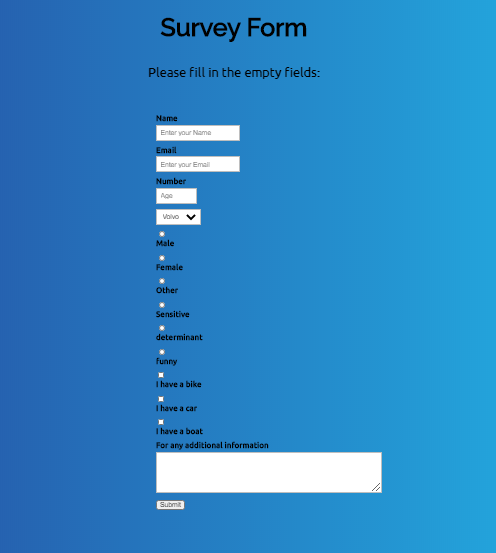 Survey Form
Please fill in the empty fields:
Name
Enter your Name
Email
Enter your Email
Number
Age
Volvo
Male
Female
Other
Sensitive
determinant
funny
I have a bike
I have a car
I have a boat
For any additional information
Submit